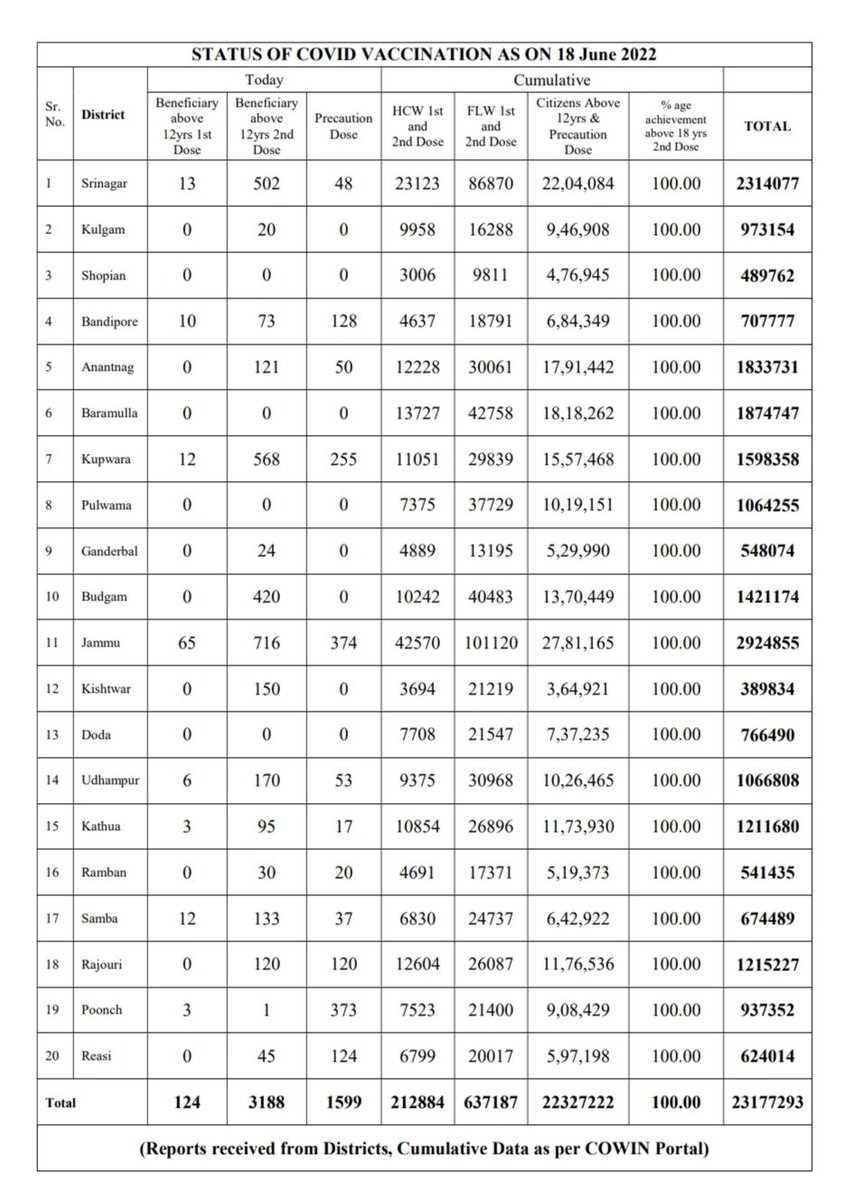 STATUS OF COVID VACCINATION AS ON 18 June 2022
Sr. No. District Today Cumulative
Beneficiary above 12yrs 1st Dose Beneficiary above 12yrs 2nd Dose Precaution Dose HCW 1st and 2nd Dose FLW 1st and 2nd Dose Citizens Above 12yrs & Precaution Dose % age achievement above 18 yrs 2nd Dose TOTAL
1 Srinagar 13 502 48 23123 86870 22,04,084 100.00 2314077
2 Kulgam 0 20 0 9958 16288 9,46,908 100.00 973154
3 Shopian 0 0 0 3006 9811 4,76,945 100.00 489762
4 Bandipore 10 73 128 4637 18791 6,84,349 100.00 707777
5 Anantnag 0 121 50 12228 30061 17,91,442 100.00 1833731
6 Baramulla 0 0 0 13727 42758 18,18,262 100.00 1874747
7 Kupwara 12 568 255 11051 29839 15,57,468 100.00 1598358
8 Pulwama 0 0 0 7375 37729 10,19,151 100.00 1064255
9 Ganderbal 0 24 0 4889 13195 5,29,990 100.00 548074
10 Budgam 0 420 0 10242 40483 13,70,449 100.00 1421174
11 Jammu 65 716 374 42570 101120 27,81,165 100.00 2924855
12 Kishtwar 0 150 0 3694 21219 3,64,921 100.00 389834
13 Doda 0 0 0 7708 21547 7,37,235 100.00 766490
14 Udhampur 6 170 53 9375 30968 10,26,465 100.00 1066808
15 Kathua 3 95 17 10854 26896 11,73,930 100.00 1211680
16 Ramban 0 30 20 4691 17371 5,19,373 100.00 541435
17 Samba 12 133 37 6830 24737 6,42,922 100.00 674489
18 Rajouri 0 120 120 12604 26087 11,76,536 100.00 1215227
19 Poonch 3 1 373 7523 21400 9,08,429 100.00 937352
20 Reasi 0 45 124 6799 20017 5,97,198 100.00 624014
Total 124 3188 1599 212884 637187 22327222 100.00 23177293
(Reports received from Districts, Cumulative Data as per COWIN Portal)